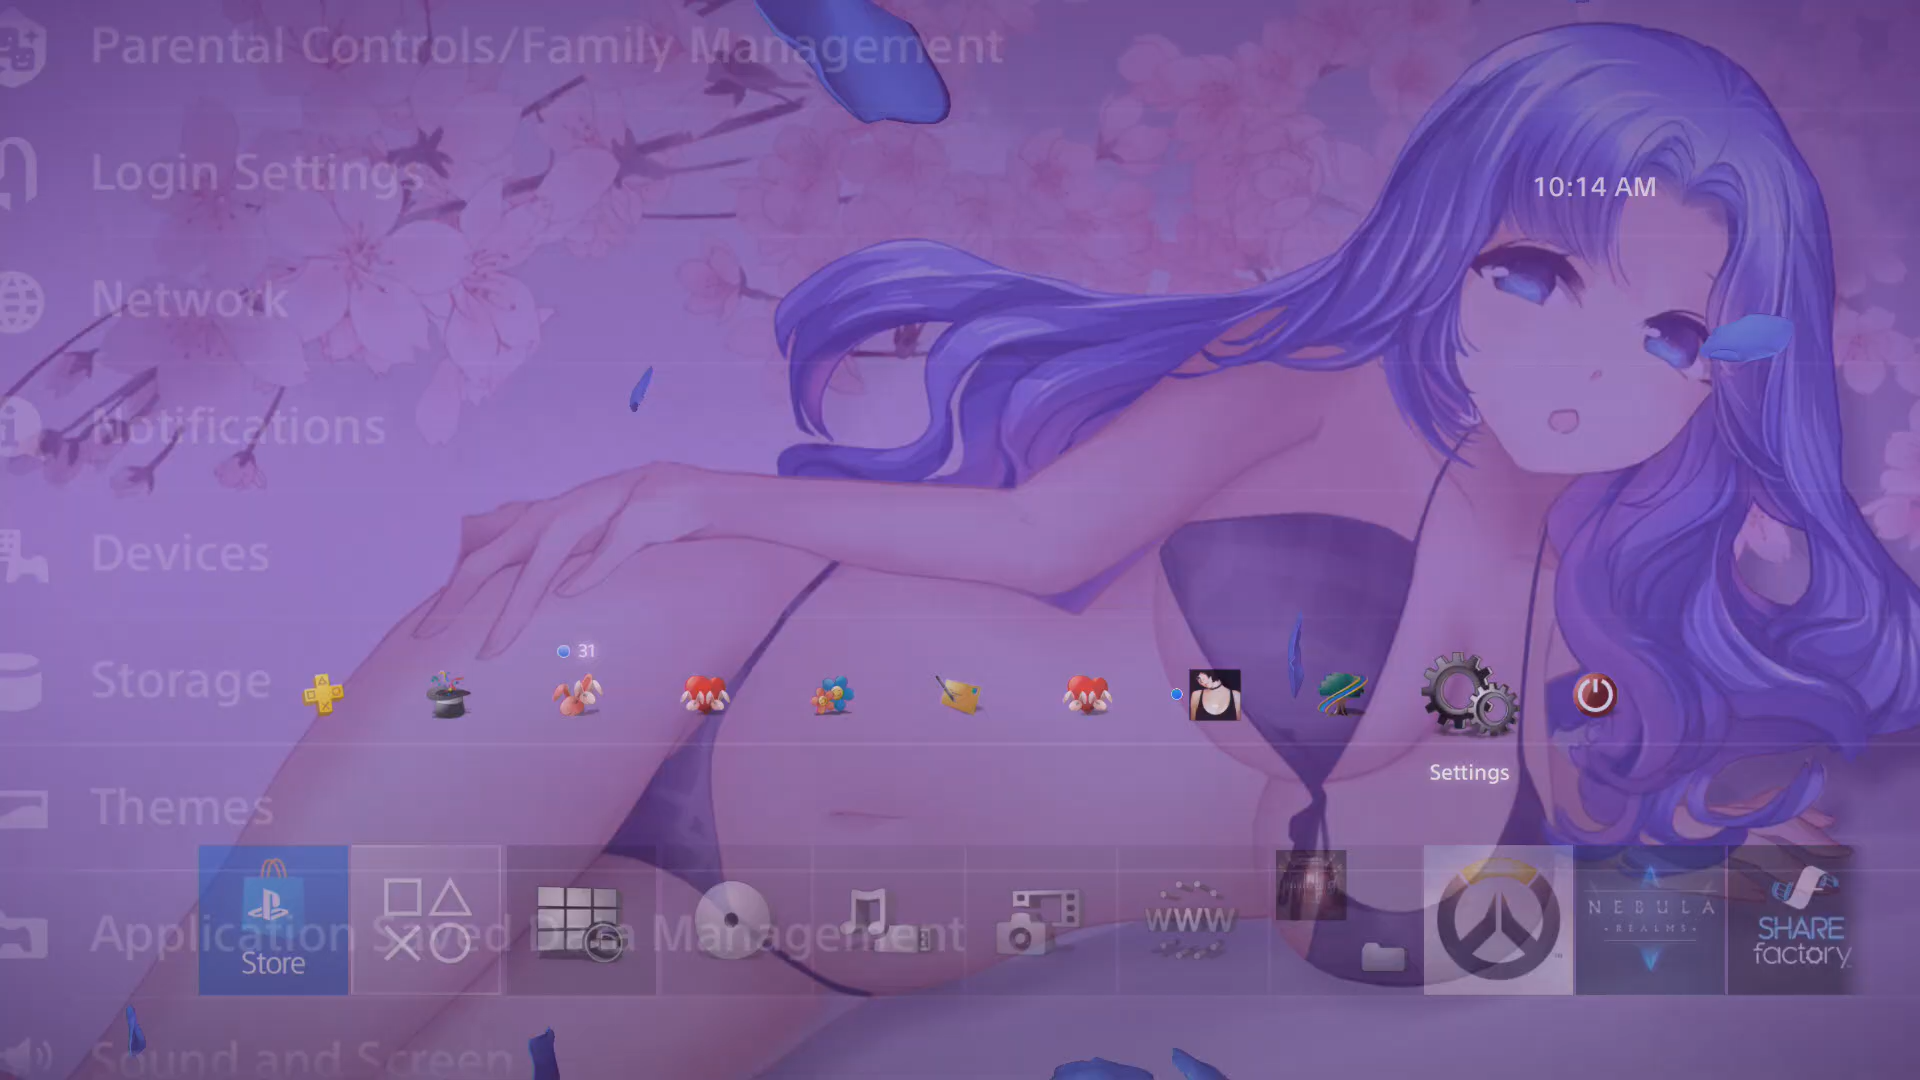 Parental Controls/Family Management
Login Settings
10:14 AM
Network
Notifications
Devices
31
Storage
Settings
Themes
Store
Application Saved Data Management
WWW
NEBULA
REALMS
SHARE
factory
Sound and Screen